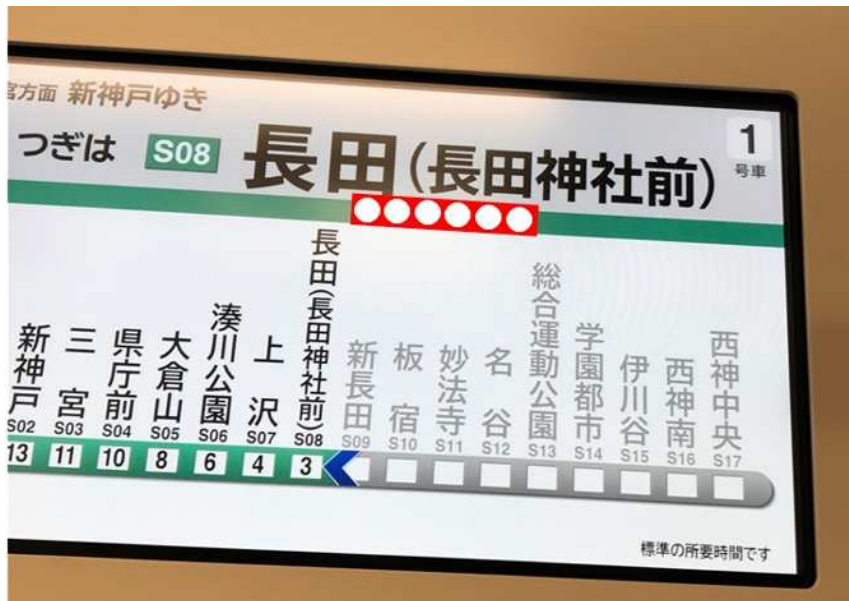 宮方面 新神戸ゆき
つぎは S08 長田(長田神社前)
1
号車
新神戸 三宮 県庁前 大倉山 湊川公園 上沢 長田(長田神社前) 新長田 板宿 妙法寺 名谷 総合運動公園 学園都市 伊川谷 西神南 西神中央
S02 S03 S04 S05 S06 S07 S08 S09 S10 S11 S12 S13 S14 S15 S16 S17
13 11 10 8 6 4 3
標準の所要時間です